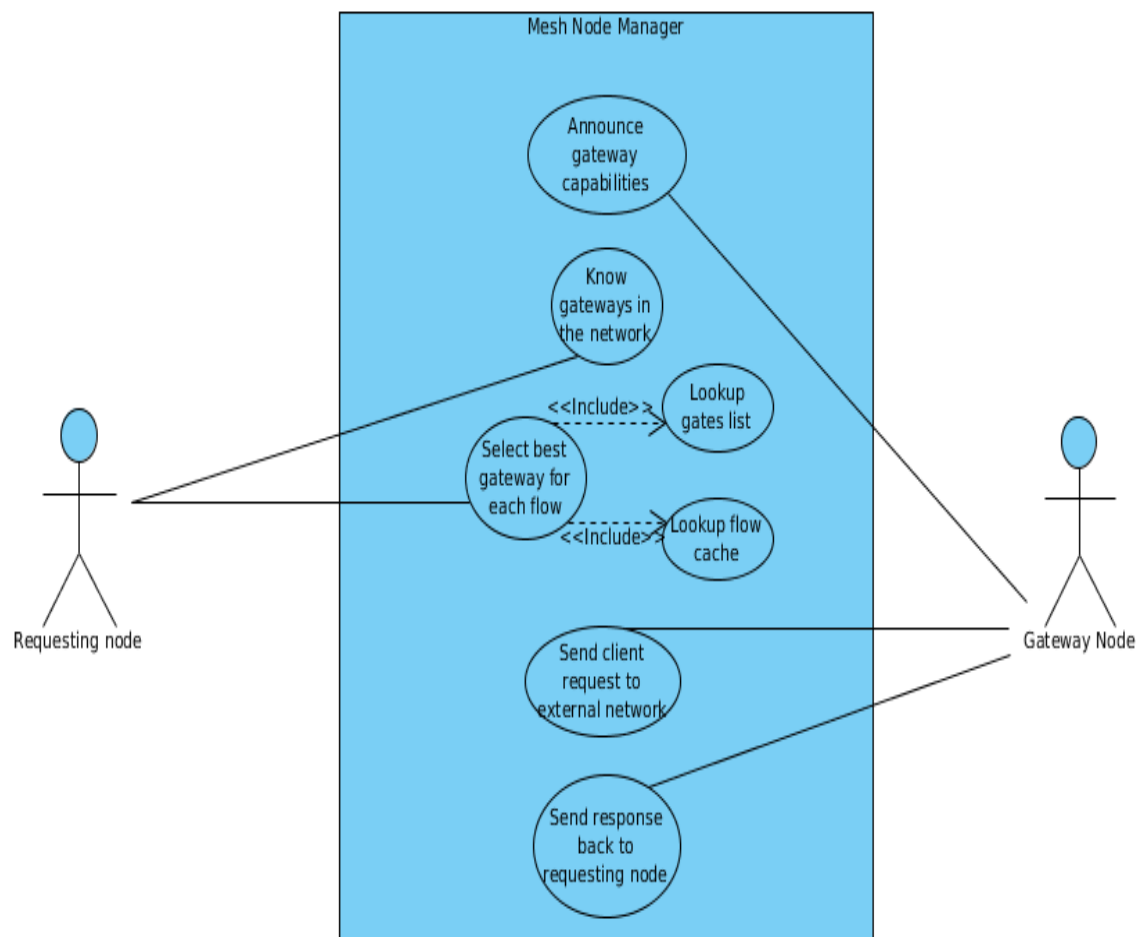 Mesh Node Manager
Announce
gateway
capabilities
Know
gateways in
the network
<<Include>>
Lookup
gates list
Select best
gateway for
each flow
<<Include>>
Lookup flow
cache
Requesting node
Gateway Node
Send client
request to
external network
Send response
back to
requesting node